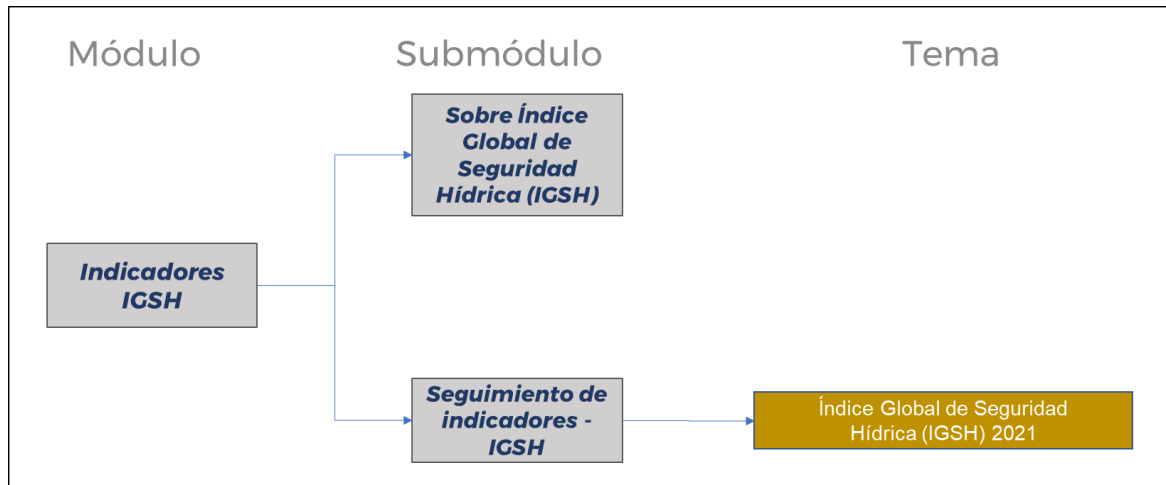 Módulo
Submódulo
Tema
Sobre Índice
Global de
Seguridad
Hídrica (IGSH)
Indicadores
IGSH
Seguimiento de
indicadores -
IGSH
Índice Global de Seguridad
Hídrica (IGSH) 2021